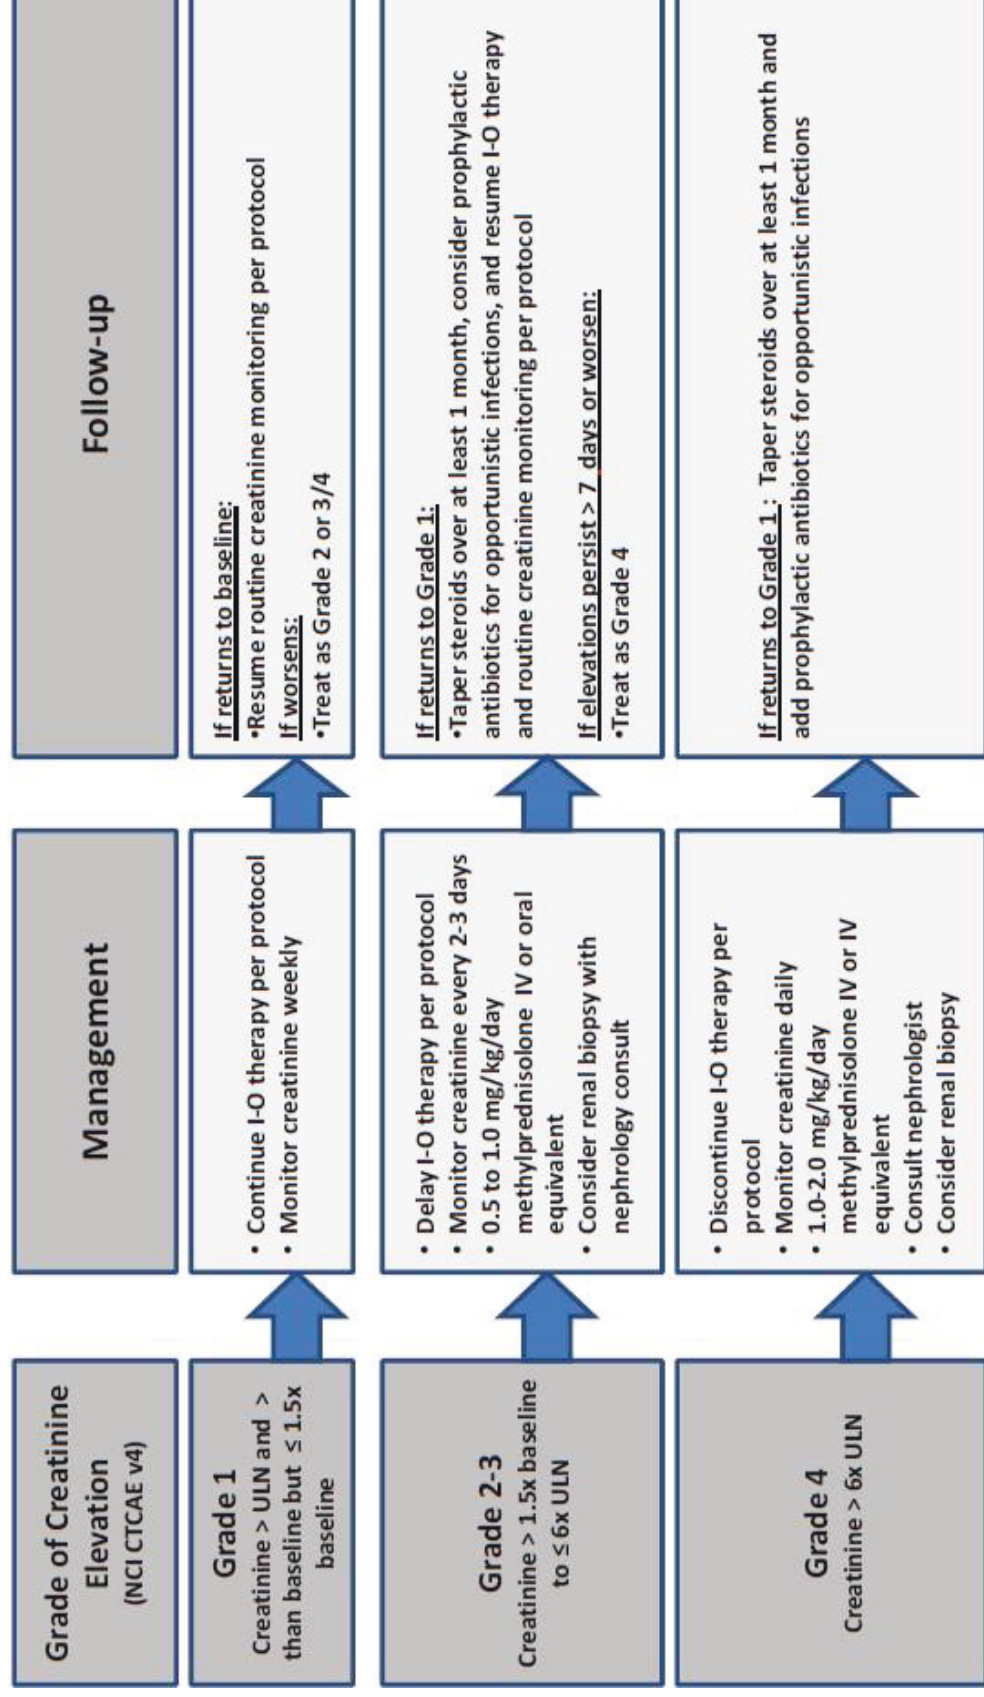 Grade of Creatinine
Elevation
(NCI CTCAE v4)
Management
Follow-up
Grade 1
Creatinine > ULN and >
than baseline but ≤ 1.5x
baseline
• Continue I-O therapy per protocol
• Monitor creatinine weekly
If returns to baseline:
•Resume routine creatinine monitoring per protocol
If worsens:
•Treat as Grade 2 or 3/4
Grade 2-3
Creatinine > 1.5x baseline
to ≤ 6x ULN
• Delay I-O therapy per protocol
• Monitor creatinine every 2-3 days
• 0.5 to 1.0 mg/kg/day
methylprednisolone IV or oral
equivalent
• Consider renal biopsy with
nephrology consult
If returns to Grade 1:
•Taper steroids over at least 1 month, consider prophylactic
antibiotics for opportunistic infections, and resume I-O therapy
and routine creatinine monitoring per protocol
If elevations persist > 7 days or worsen:
•Treat as Grade 4
Grade 4
Creatinine > 6x ULN
• Discontinue I-O therapy per
protocol
• Monitor creatinine daily
• 1.0-2.0 mg/kg/day
methylprednisolone IV or IV
equivalent
• Consult nephrologist
• Consider renal biopsy
If returns to Grade 1 : Taper steroids over at least 1 month and
add prophylactic antibiotics for opportunistic infections